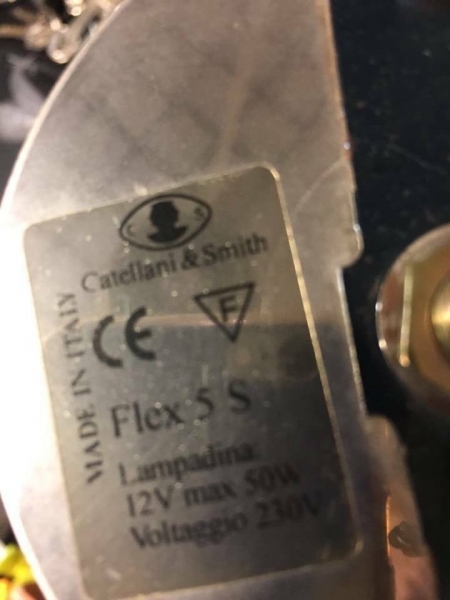 C S
Catellani & Smith
MADE IN ITALY
CE
F
Flex 5 S
Lampadina:
12V max 50W
Voltaggio 230V